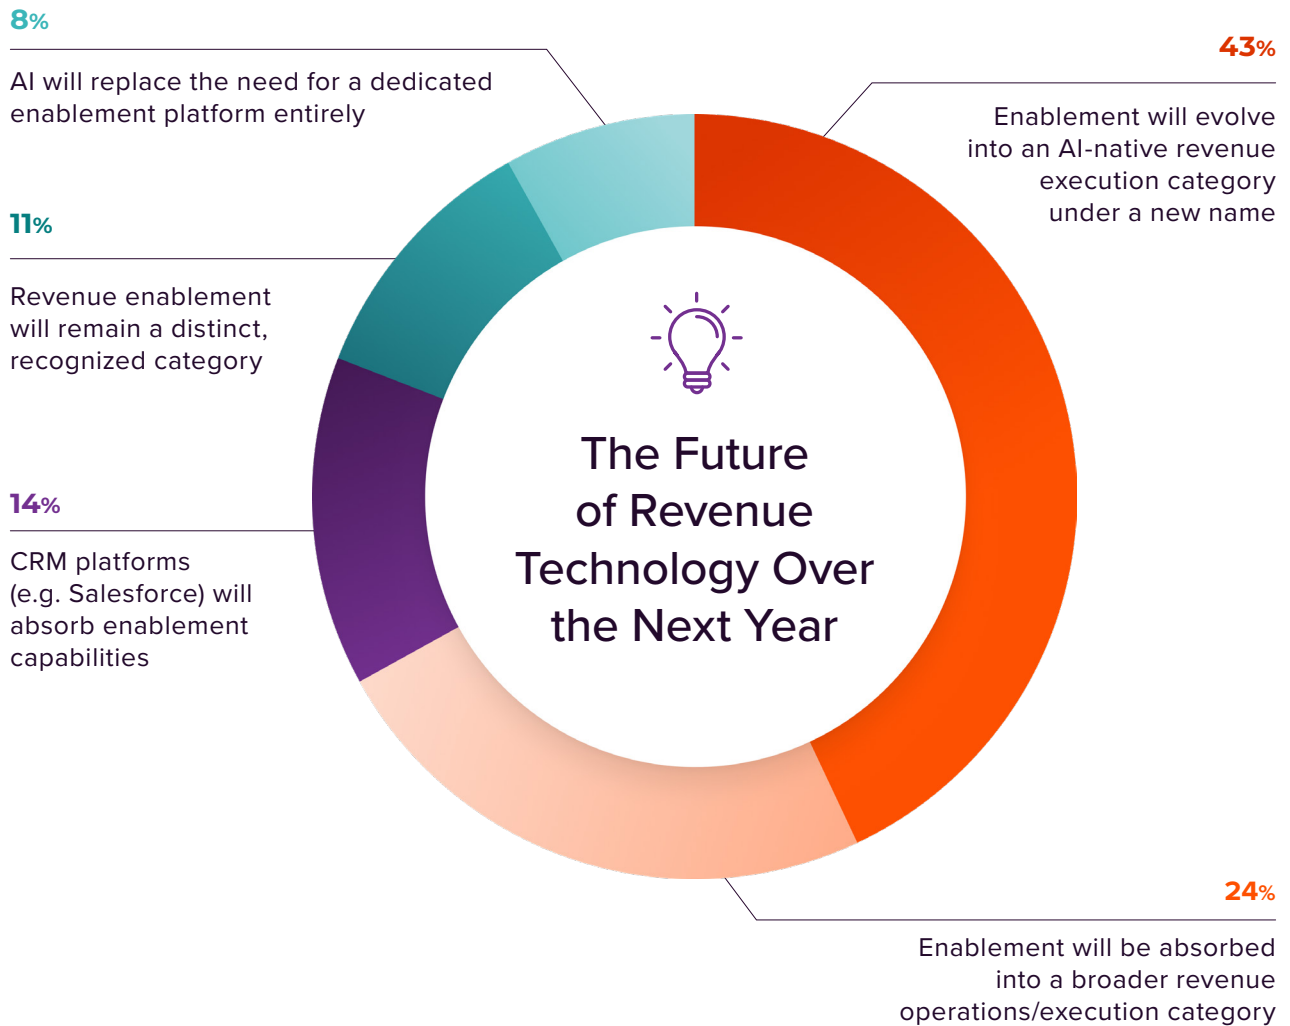 8%
AI will replace the need for a dedicated
enablement platform entirely
43%
Enablement will evolve
into an AI-native revenue
execution category
under a new name
11%
Revenue enablement
will remain a distinct,
recognized category
The Future
of Revenue
Technology Over
the Next Year
14%
CRM platforms
(e.g. Salesforce) will
absorb enablement
capabilities
24%
Enablement will be absorbed
into a broader revenue
operations/execution category